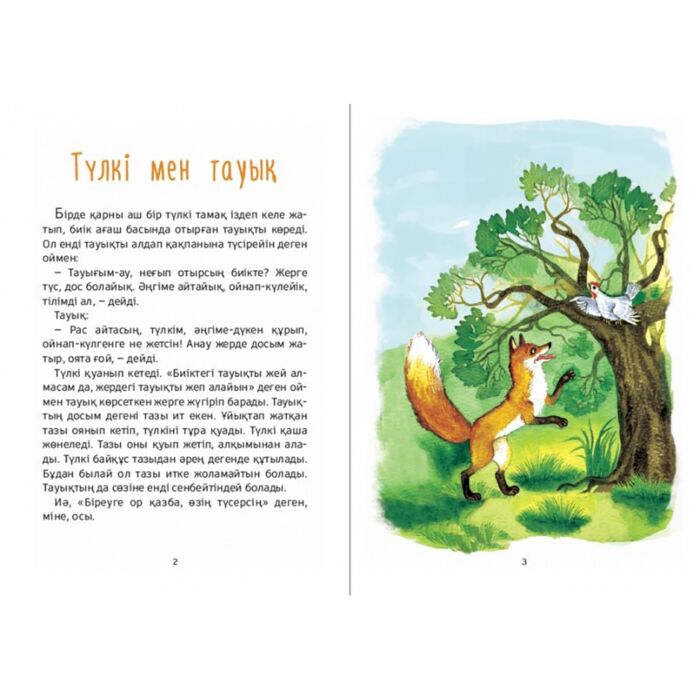 Түлкі мен тауық
Бірде қарны аш бір түлкі тамақ іздеп келе жа-
тып, биік ағаш басында отырған тауықты көреді.
Ол енді тауықты алдап қақпанына түсірейін деген
оймен:
– Тауығым-ау, неғып отырсың биікте? Жерге
түс, дос болайық. Әңгіме айтайық, ойнап-күлейік,
тілімді ал, – дейді.
Тауық:
– Рас айтасың, түлкім, әңгіме-дүкен құрып,
ойнап-күлгенге не жетсін! Анау жерде досым жа-
тыр, оята ғой, – дейді.
Түлкі қуанып кетеді. «Биіктегі тауықты жей ал-
масам да, жердегі тауықты жеп алайын» деген ой-
мен тауық көрсеткен жерге жүгіріп барады. Тауық-
тың досым дегені тазы ит екен. Ұйықтап жатқан
тазы оянып кетіп, түлкіні тұра қуады. Түлкі қаша
жөнеледі. Тазы оны қуып жетіп, алқымынан ала-
ды. Түлкі байқұс тазыдан әрең дегенде құтылады.
Бұдан былай ол тазы итке жоламайтын болады.
Тауықтың да сөзіне енді сенбейтіндей болады.
Иә, «Біреуге ор қазба, өзің түсерсің» деген,
міне, осы.
2
3